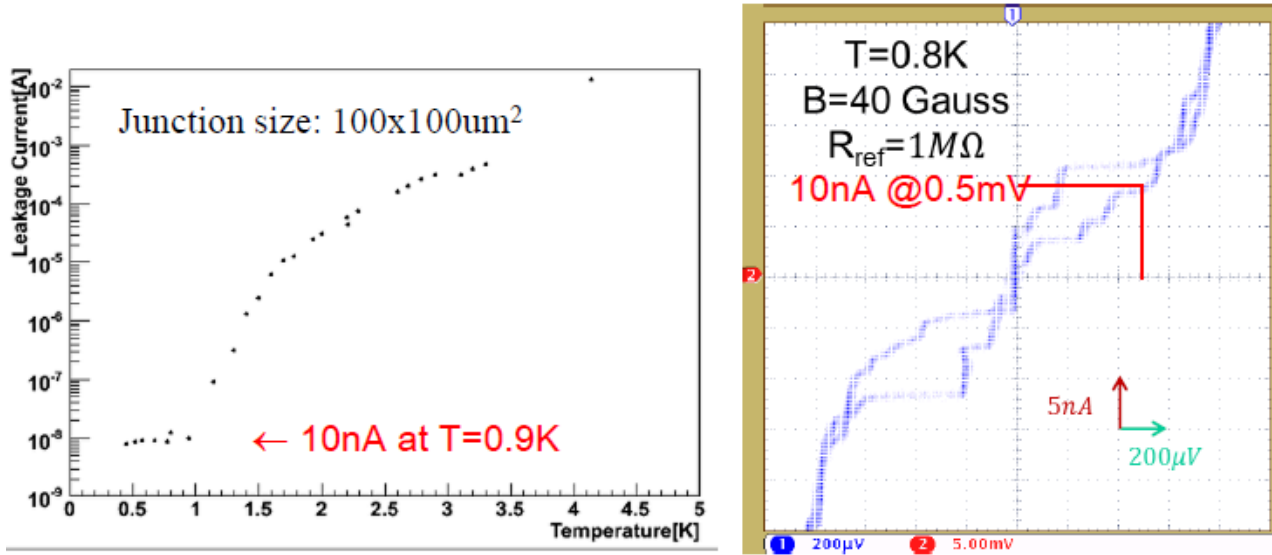 Leakage Current[A]
10⁻²
10⁻³
10⁻⁴
10⁻⁵
10⁻⁶
10⁻⁷
10⁻⁸
10⁻⁹
Junction size: 100x100um²
← 10nA at T=0.9K
0 0.5 1 1.5 2 2.5 3 3.5 4 4.5 5
Temperature[K]
1
T=0.8K
B=40 Gauss
R_ref=1MΩ
10nA @0.5mV
2
5nA
200μV
1 200μV 2 5.00mV